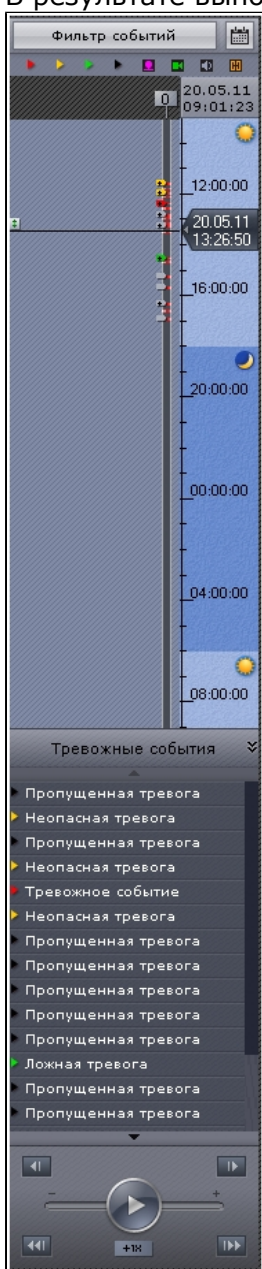 В результате выпо
Фильтр событий
0
20.05.11
09:01:23
12:00:00
20.05.11
13:26:50
16:00:00
20:00:00
00:00:00
04:00:00
08:00:00
Тревожные события
Пропущенная тревога
Неопасная тревога
Пропущенная тревога
Неопасная тревога
Тревожное событие
Неопасная тревога
Пропущенная тревога
Пропущенная тревога
Пропущенная тревога
Пропущенная тревога
Пропущенная тревога
Ложная тревога
Пропущенная тревога
Пропущенная тревога
- +
+1X